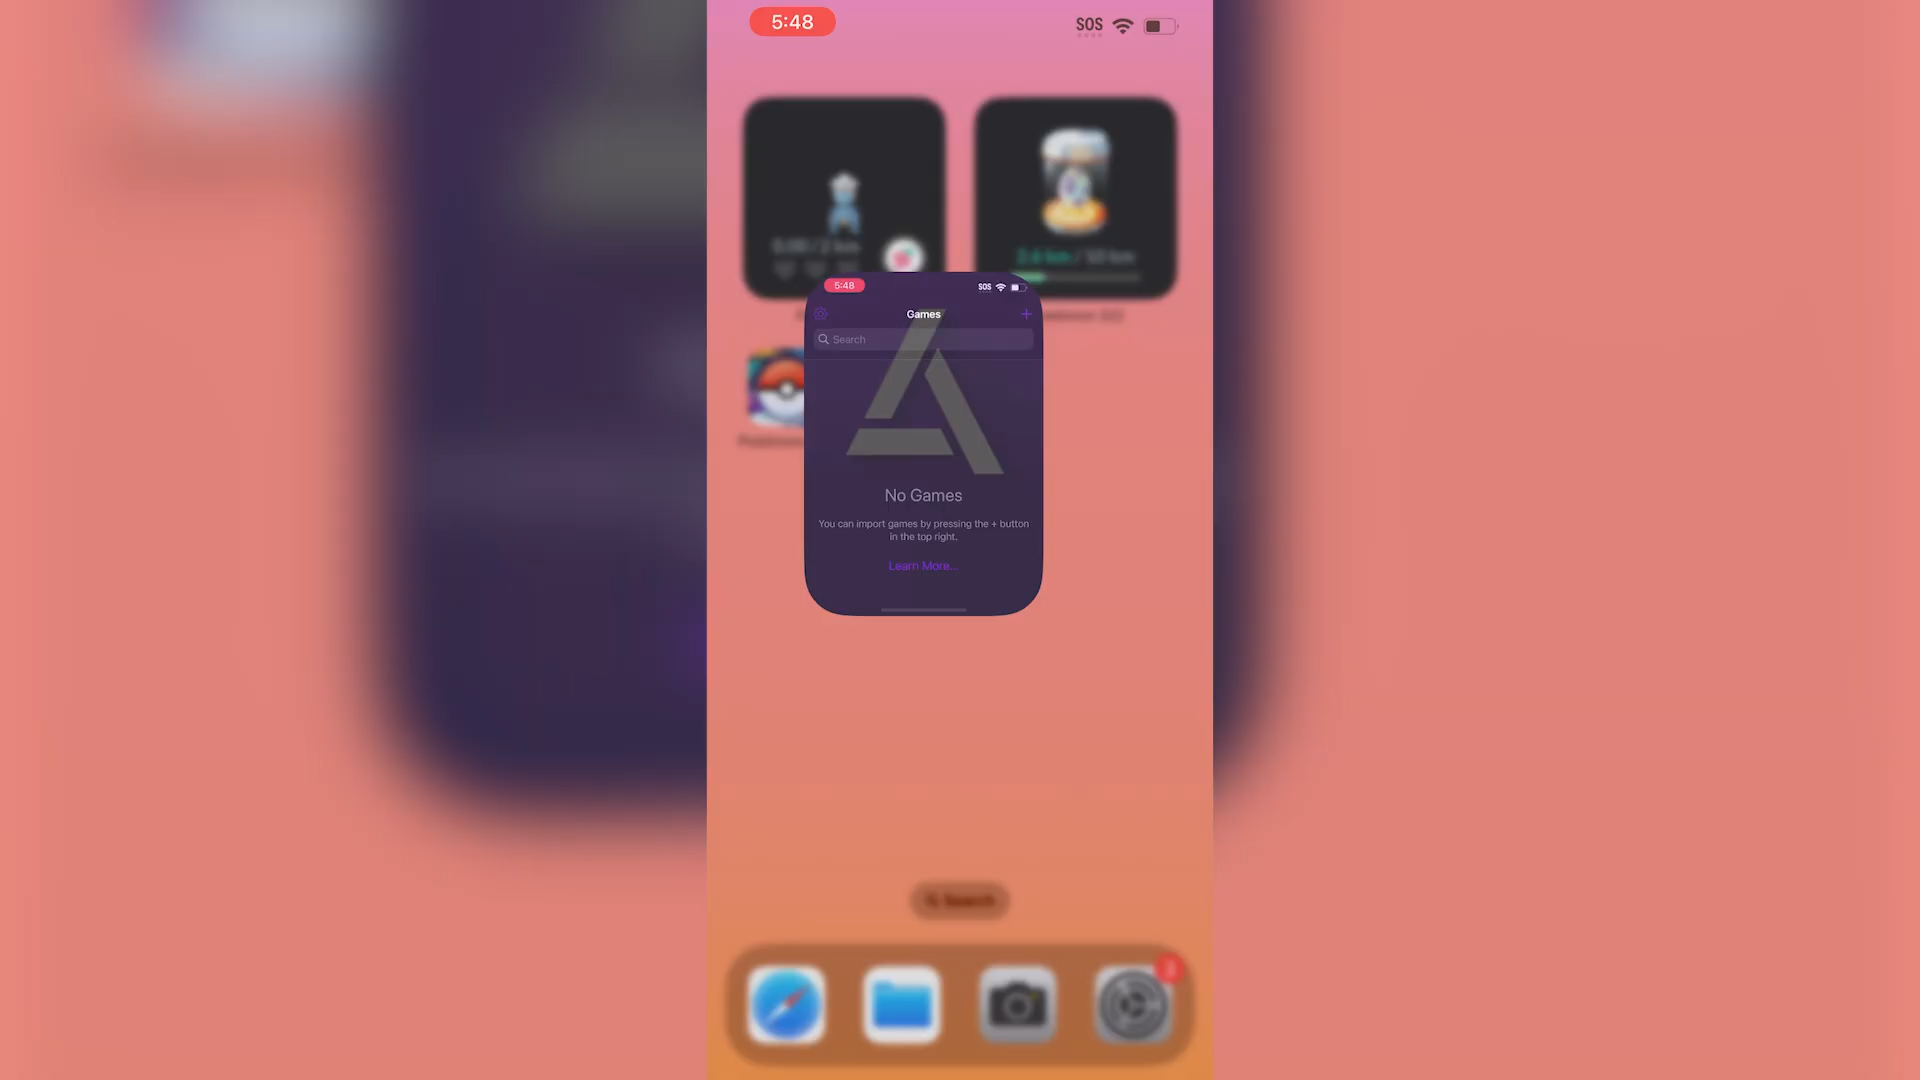 5:48
SOS
5:48
SOS
Games
Search
No Games
You can import games by pressing the + button
in the top right.
Learn More...
Search